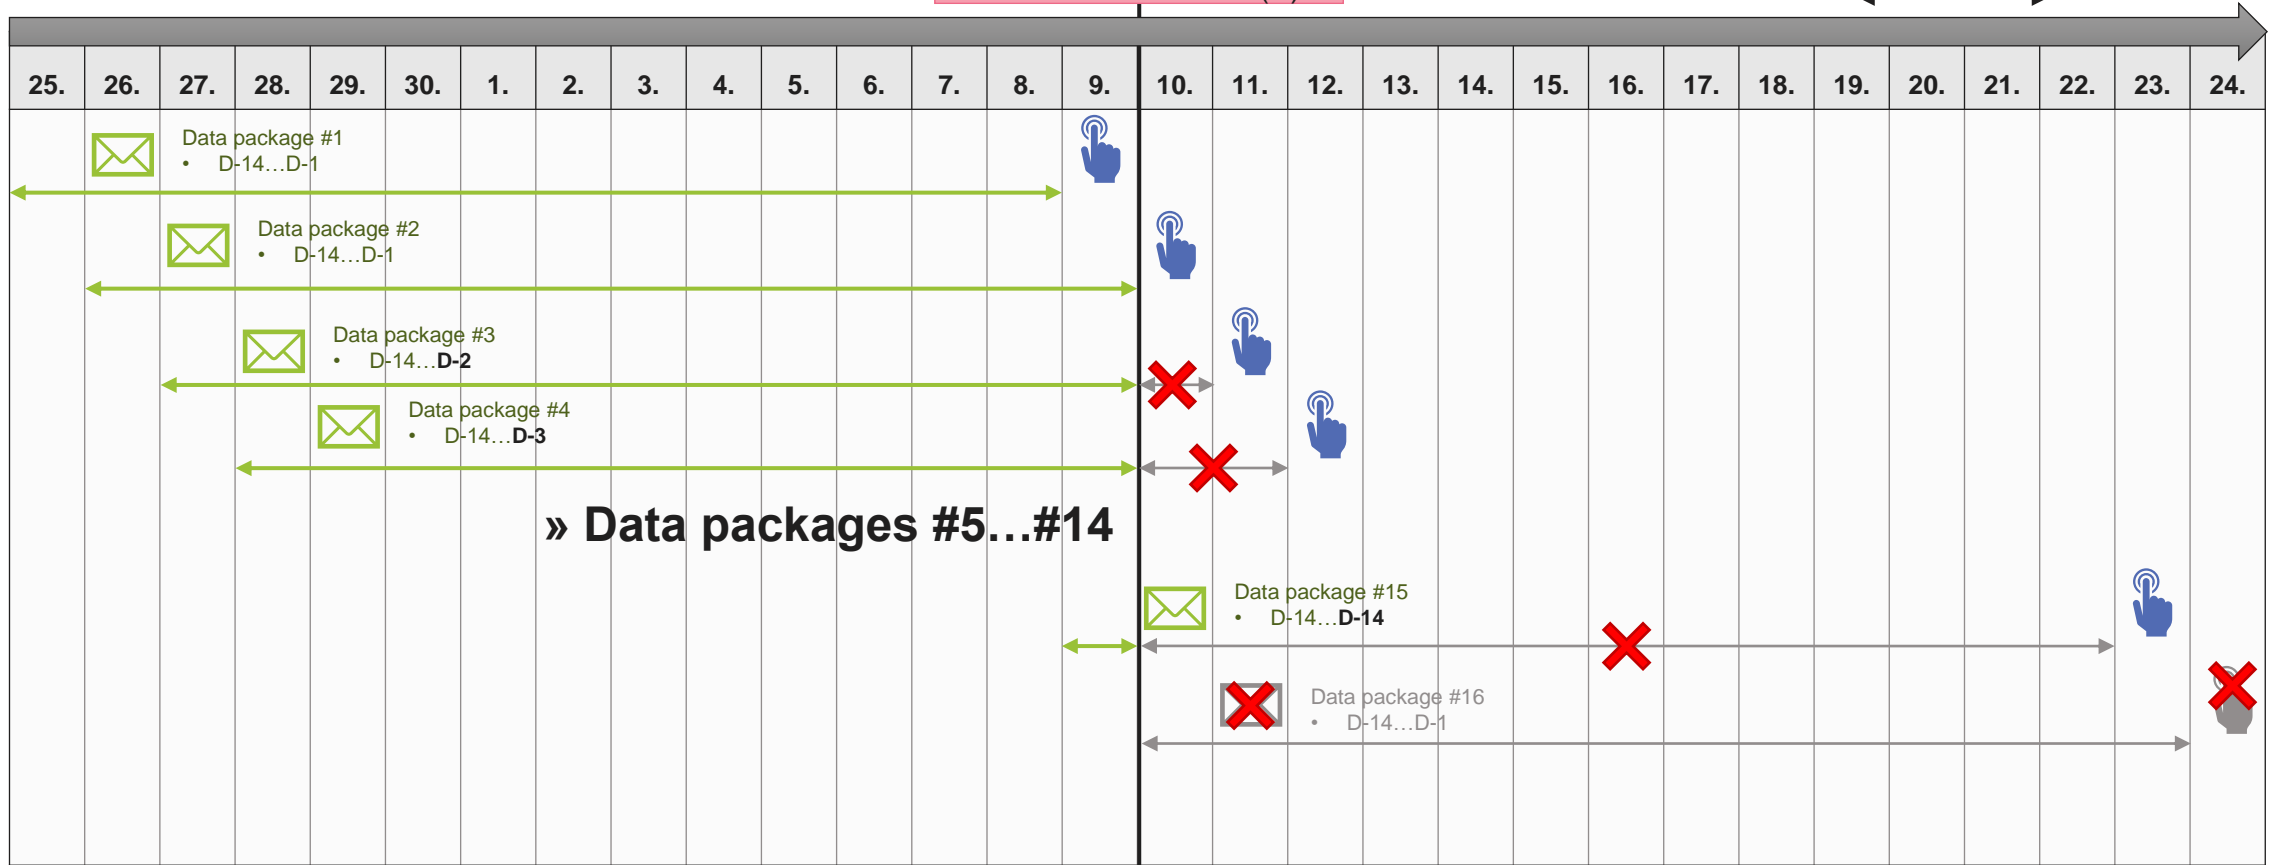 25. 26. 27. 28. 29. 30. 1. 2. 3. 4. 5. 6. 7. 8. 9. 10. 11. 12. 13. 14. 15. 16. 17. 18. 19. 20. 21. 22. 23. 24.
Data package #1
• D-14…D-1
Data package #2
• D-14…D-1
Data package #3
• D-14…D-2
Data package #4
• D-14…D-3
» Data packages #5…#14
Data package #15
• D-14…D-14
Data package #16
• D-14…D-1